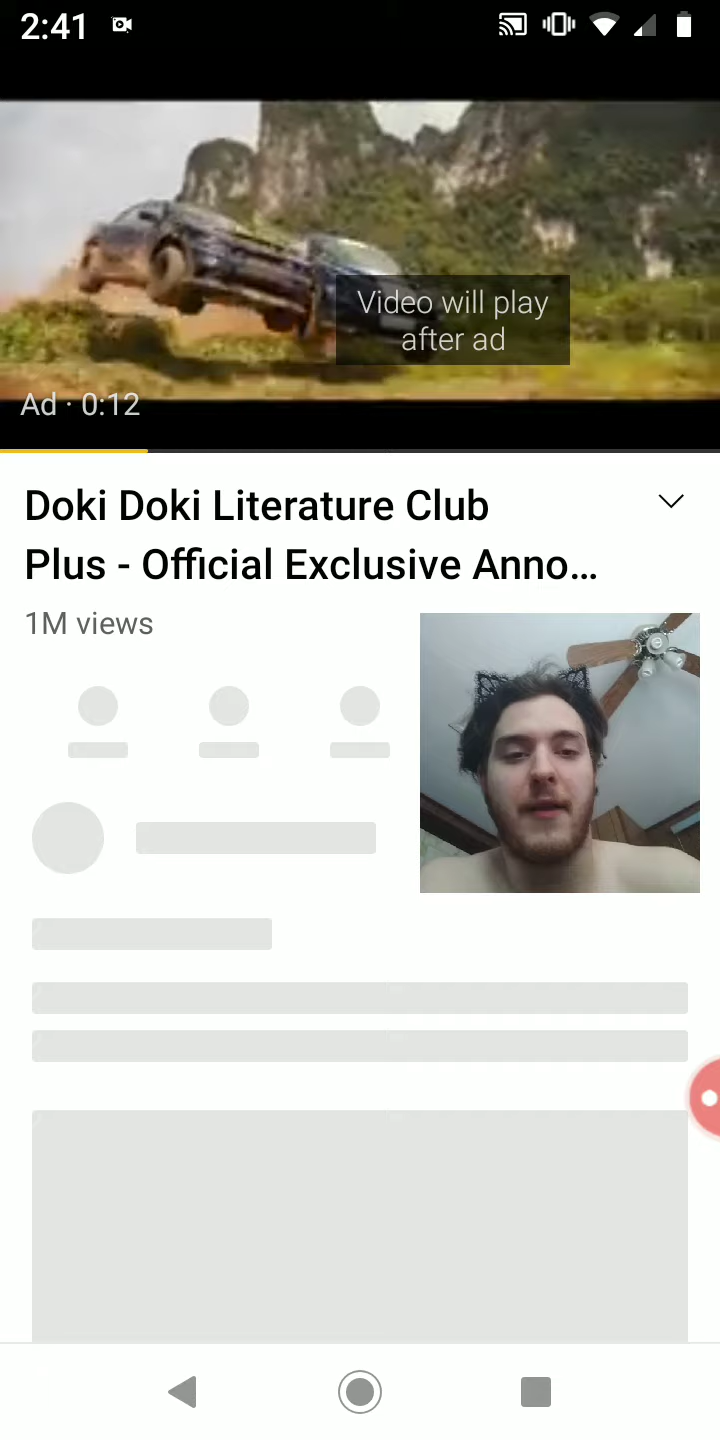 2:41
Video will play
after ad
Ad · 0:12
Doki Doki Literature Club
Plus - Official Exclusive Anno...
1M views